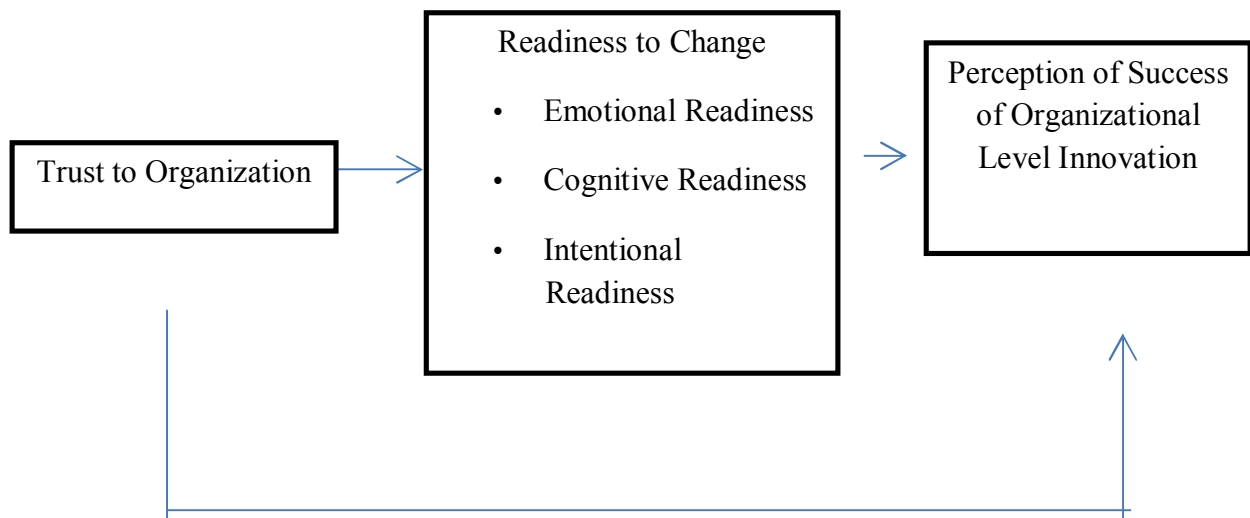 Trust to Organization
Readiness to Change
• Emotional Readiness
• Cognitive Readiness
• Intentional
Readiness
Perception of Success
of Organizational
Level Innovation